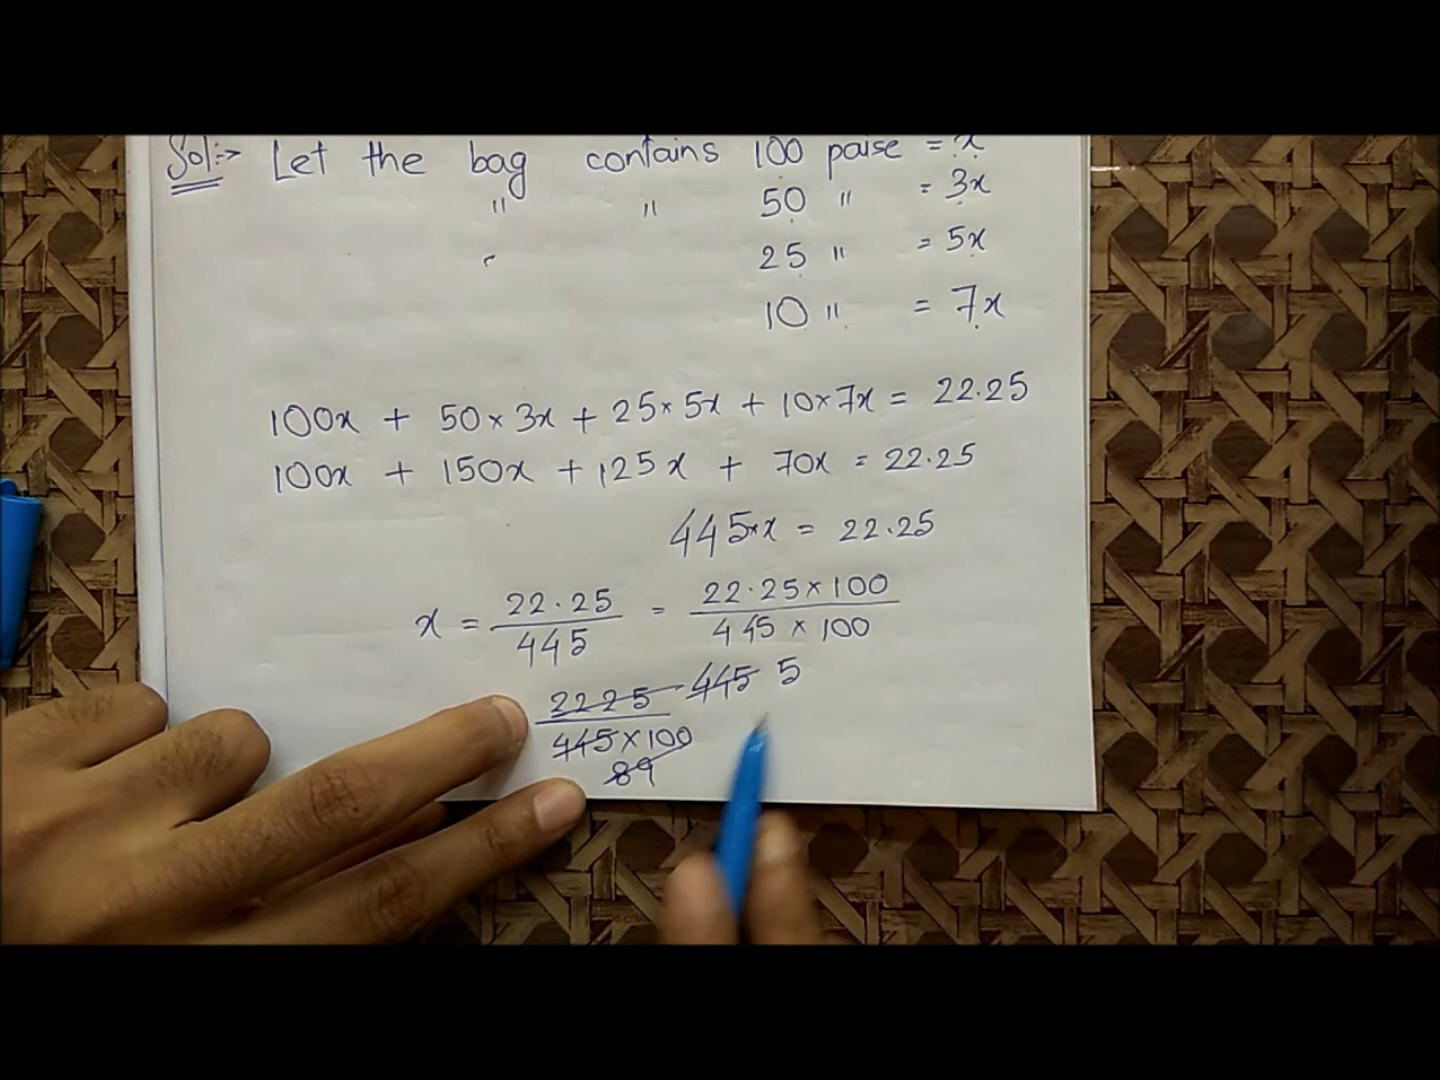 Sol:-> Let the bag contains 100 paise = x
" " 50 " = 3x
25 " = 5x
10 " = 7x
100x + 50 × 3x + 25 × 5x + 10 × 7x = 22.25
100x + 150x + 125x + 70x = 22.25
445×x = 22.25
x = 22.25/445 = 22.25 × 100/445 × 100
2225/445 × 100 445 5
89